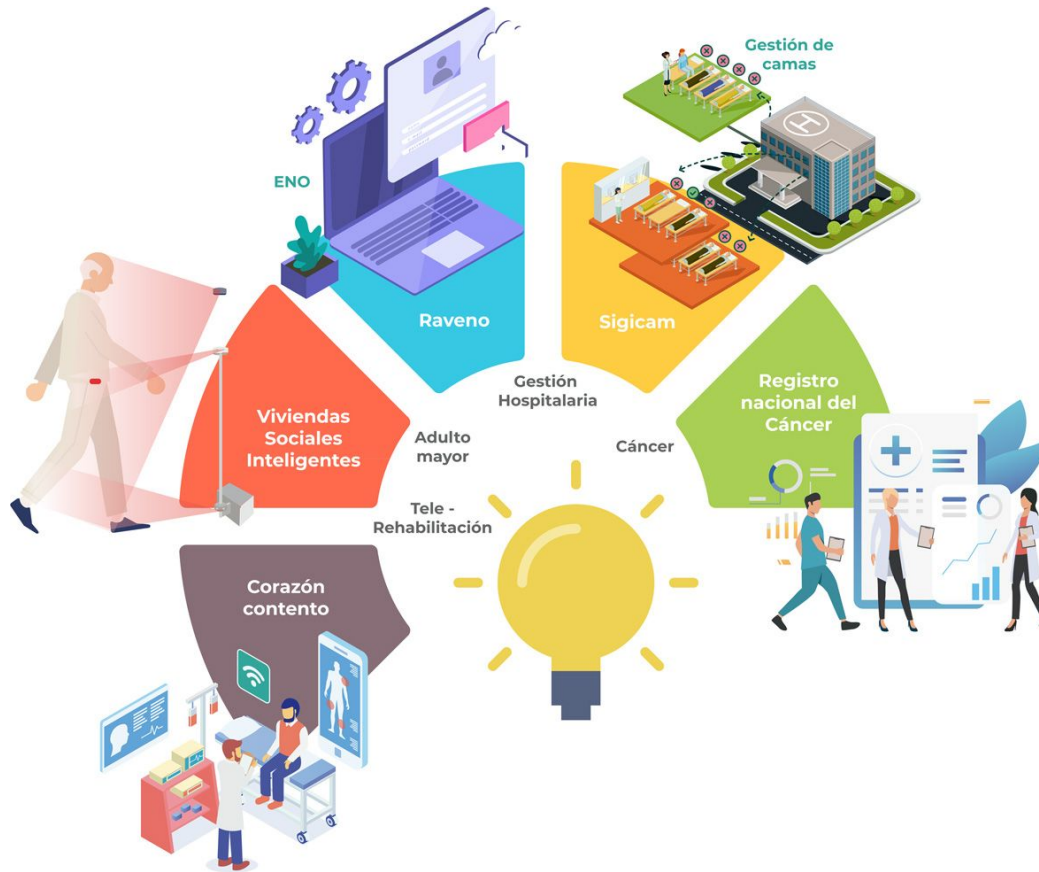 Gestión de
camas
ENO
Raveno
Sigicam
Gestión
Hospitalaria
Registro
nacional del
Cáncer
Viviendas
Sociales
Inteligentes
Adulto
mayor
Cáncer
Tele -
Rehabilitación
Corazón
contento
H